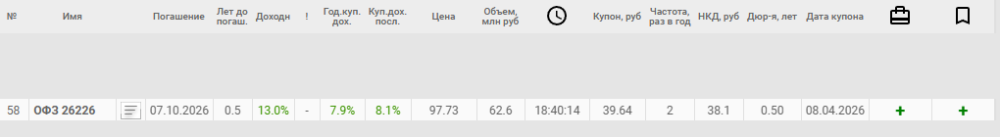 № Имя Погашение Лет до погаш. Доходн ! Год.куп. дох. Куп.дох. посл. Цена Объем, млн руб Купон, руб Частота, раз в год НКД, руб Дюр-я, лет Дата купона
58 ОФЗ 26226 07.10.2026 0.5 13.0% - 7.9% 8.1% 97.73 62.6 18:40:14 39.64 2 38.1 0.50 08.04.2026 + +